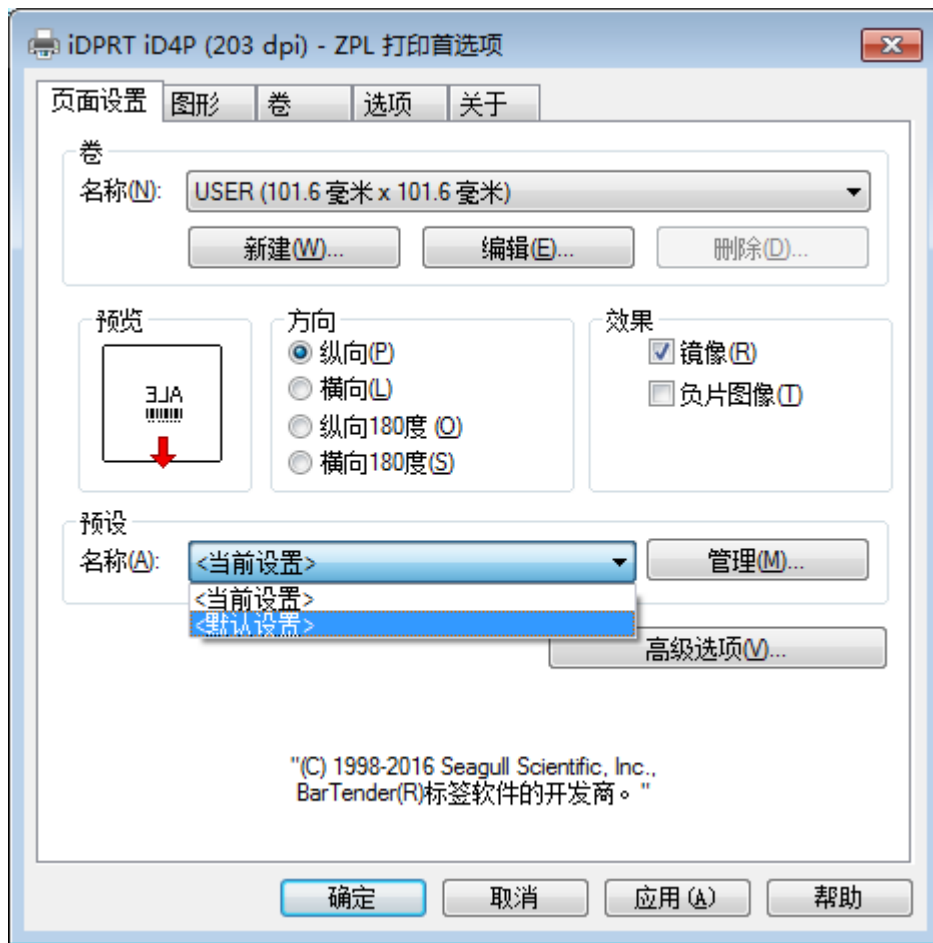 iDPRT iD4P (203 dpi) - ZPL 打印首选项
页面设置 图形 卷 选项 关于
卷
名称(N): USER (101.6 毫米 x 101.6 毫米)
新建(W)... 编辑(E)... 删除(D)...
预览 方向 效果
纵向(P) 镜像(R)
ALE 横向(L) 负片图像(T)
纵向180度 (O)
横向180度(S)
预设
名称(A): <当前设置> 管理(M)...
<当前设置>
<默认设置>
高级选项(V)...
"(C) 1998-2016 Seagull Scientific, Inc.,
BarTender(R)标签软件的开发商。"
确定 取消 应用 (A) 帮助